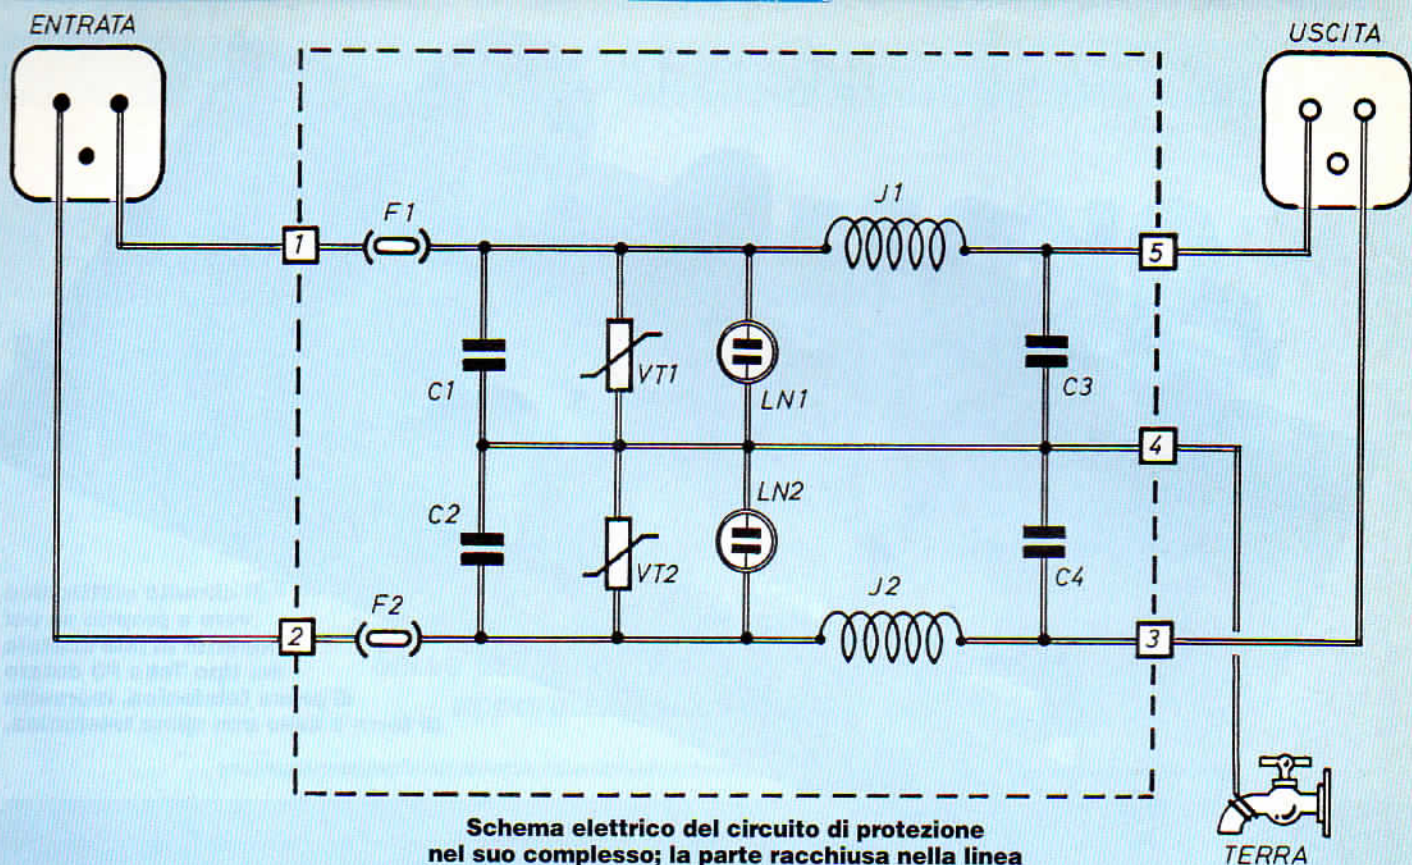 ENTRATA
USCITA
F1
J1
1
5
C1
VT1
LN1
C3
4
C2
VT2
LN2
C4
F2
J2
2
3
Schema elettrico del circuito di protezione
nel suo complesso; la parte racchiusa nella linea
TERRA